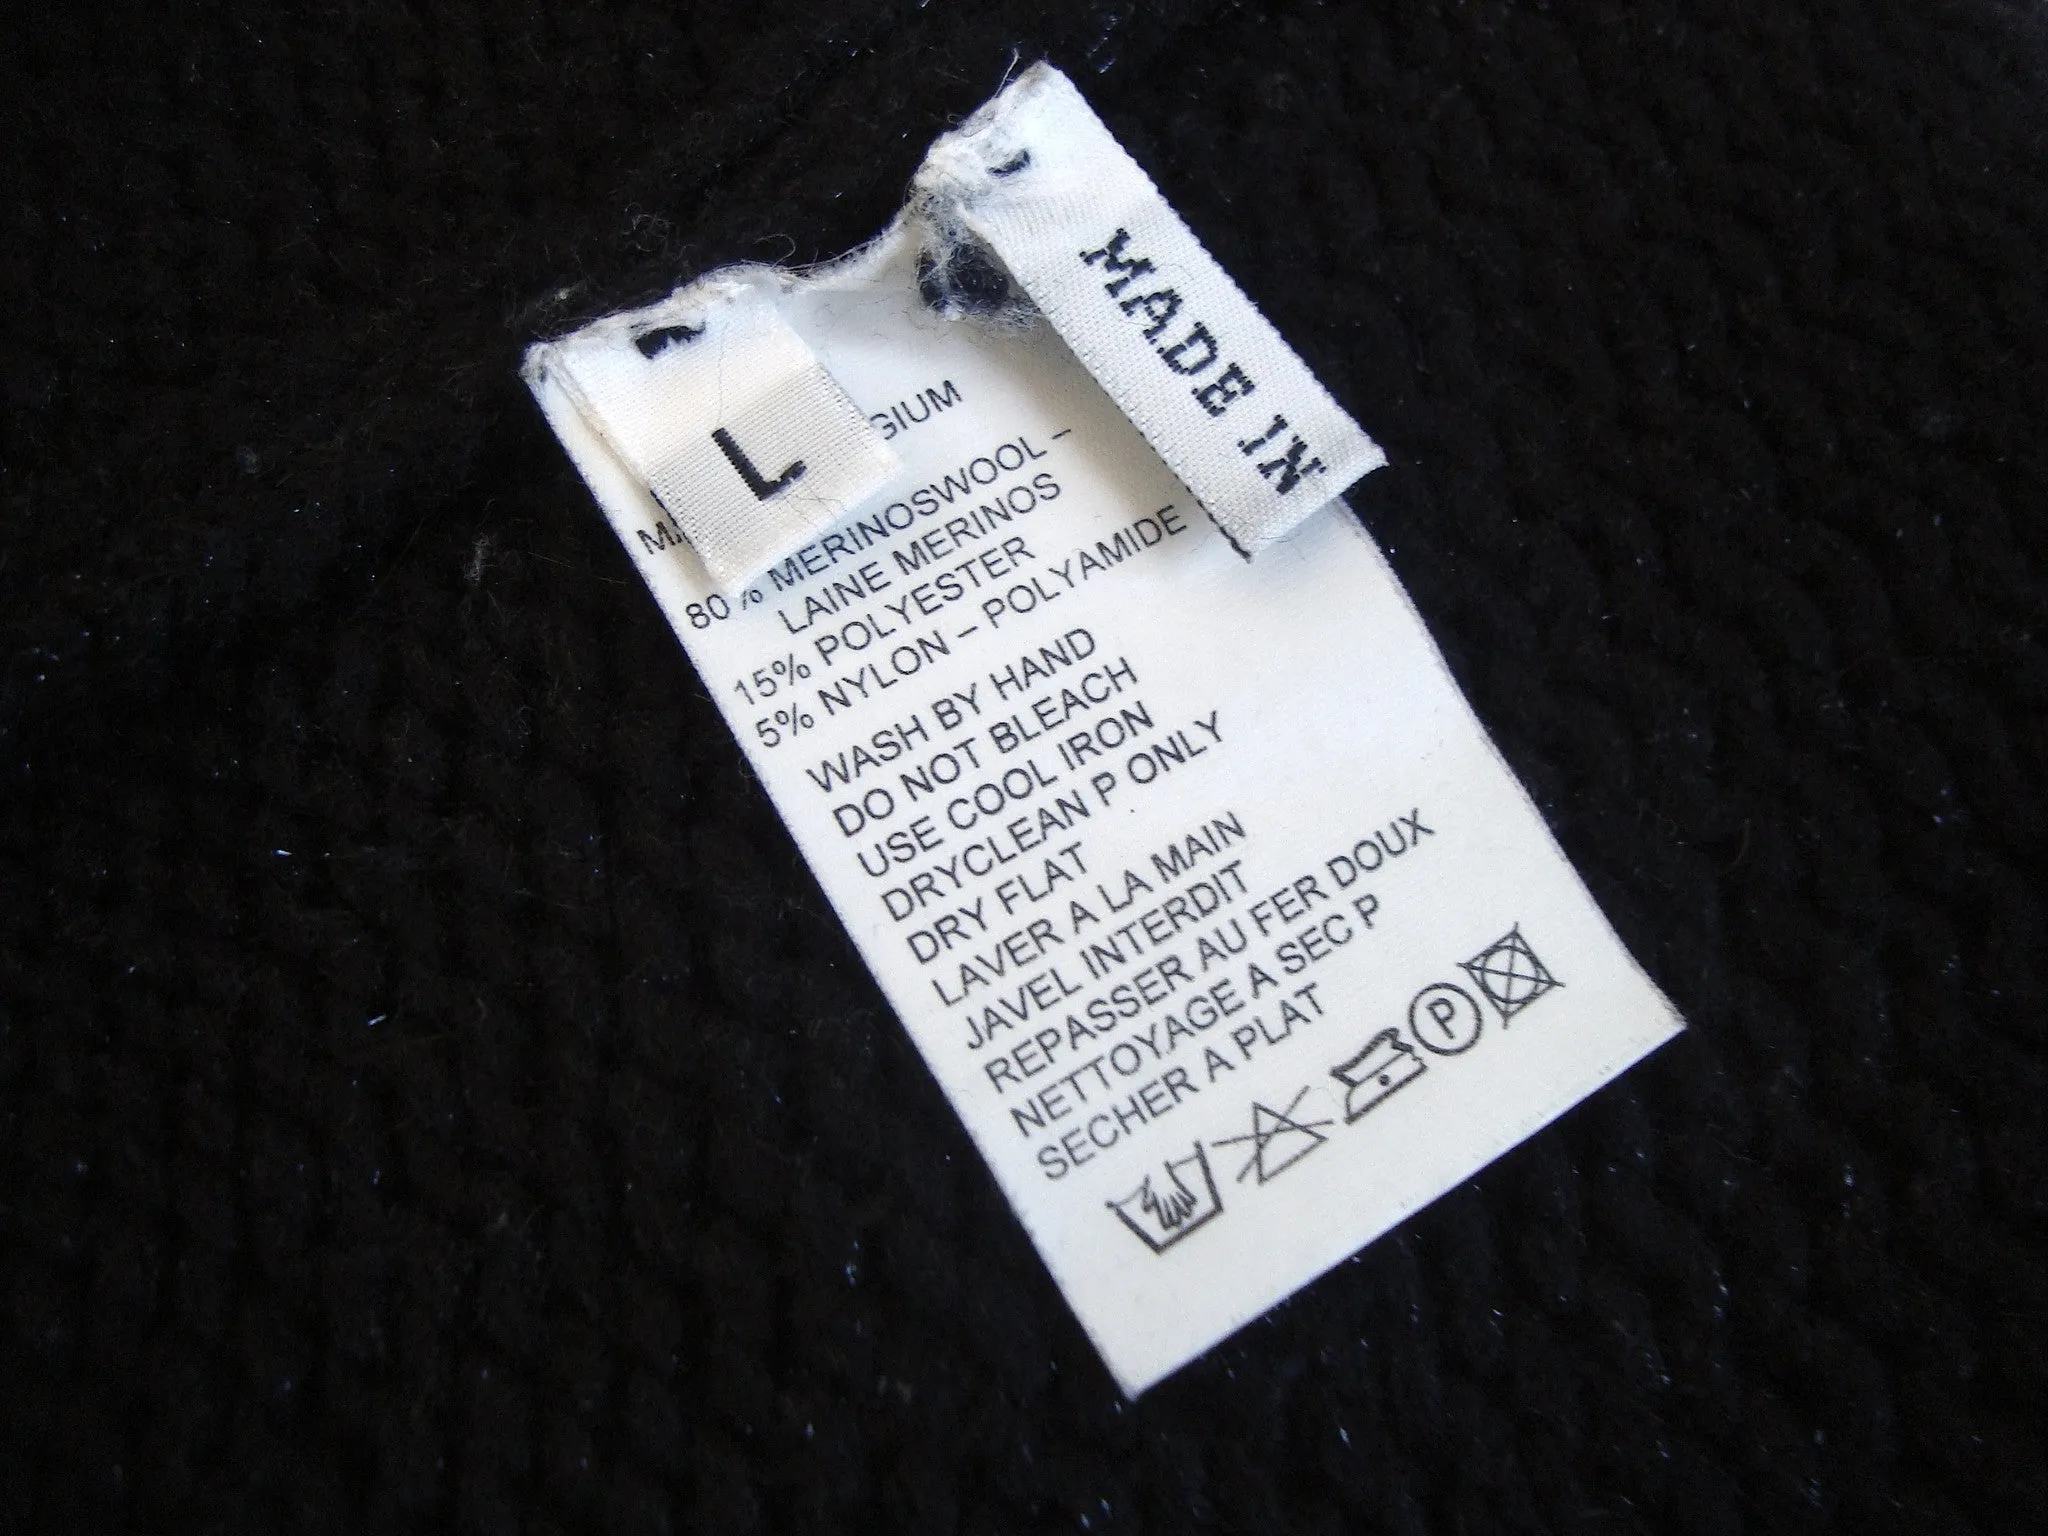 MADE IN
L
GIUM
80% MERINOSWOOL –
LAINE MERINOS
15% POLYESTER
5% NYLON – POLYAMIDE
WASH BY HAND
DO NOT BLEACH
USE COOL IRON
DRYCLEAN P ONLY
DRY FLAT
LAVER A LA MAIN
JAVEL INTERDIT
REPASSER AU FER DOUX
NETTOYAGE A SEC P
SECHER A PLAT
P